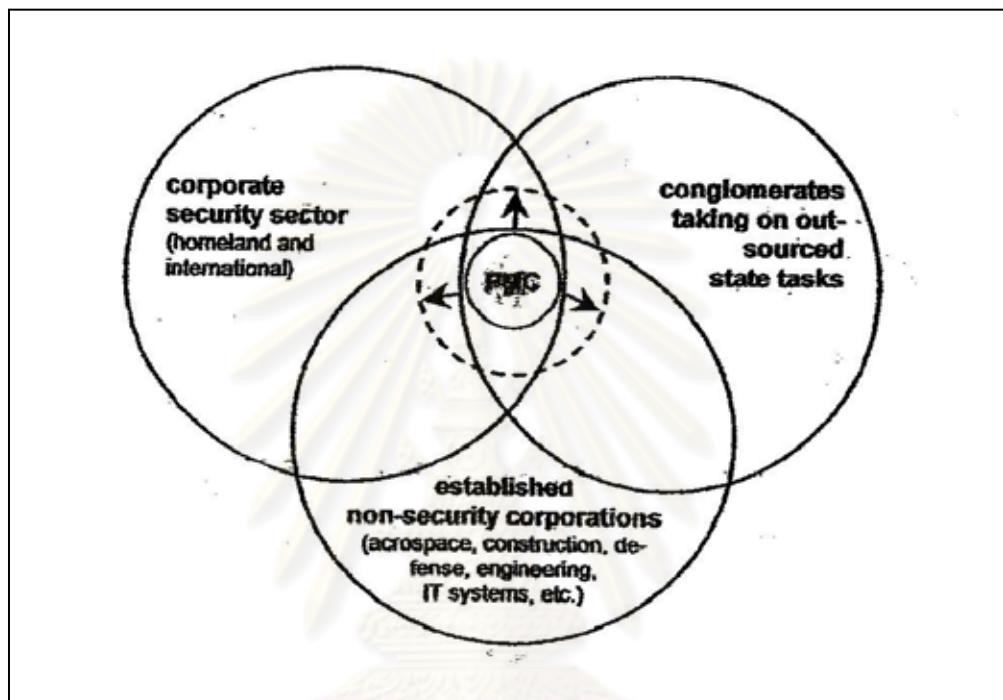 corporate
security sector
(homeland and
international)
conglomerates
taking on out-
sourced
state tasks
PMC
established
non-security corporations
(acrospace, construction, de-
fense, engineering,
IT systems, etc.)